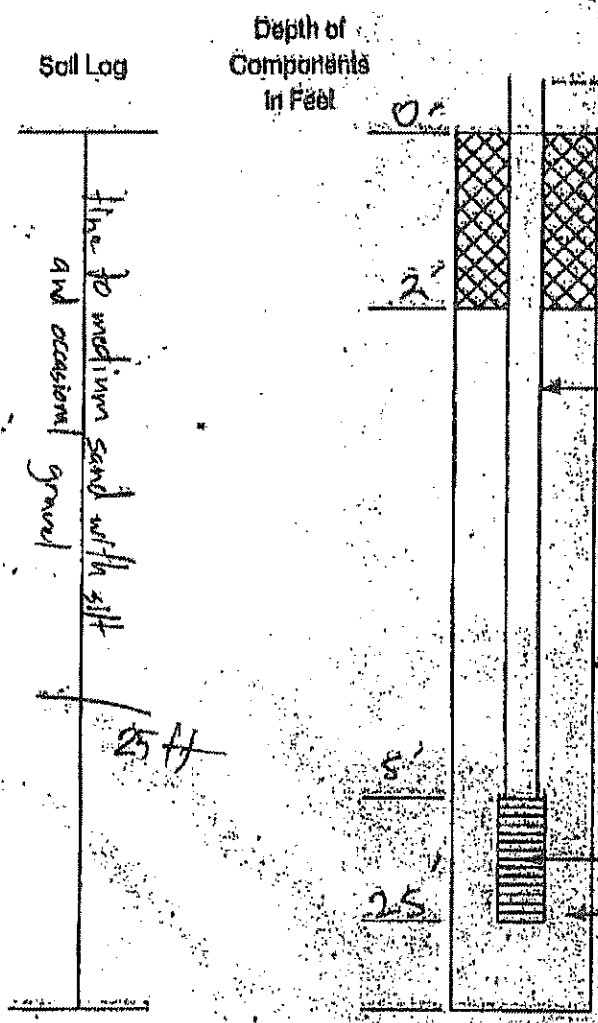 Soil Log
Depth of
Components
in Feet
0'
2'
fine to medium sand with silt
and occasional gravel
25 ft
5'
25'